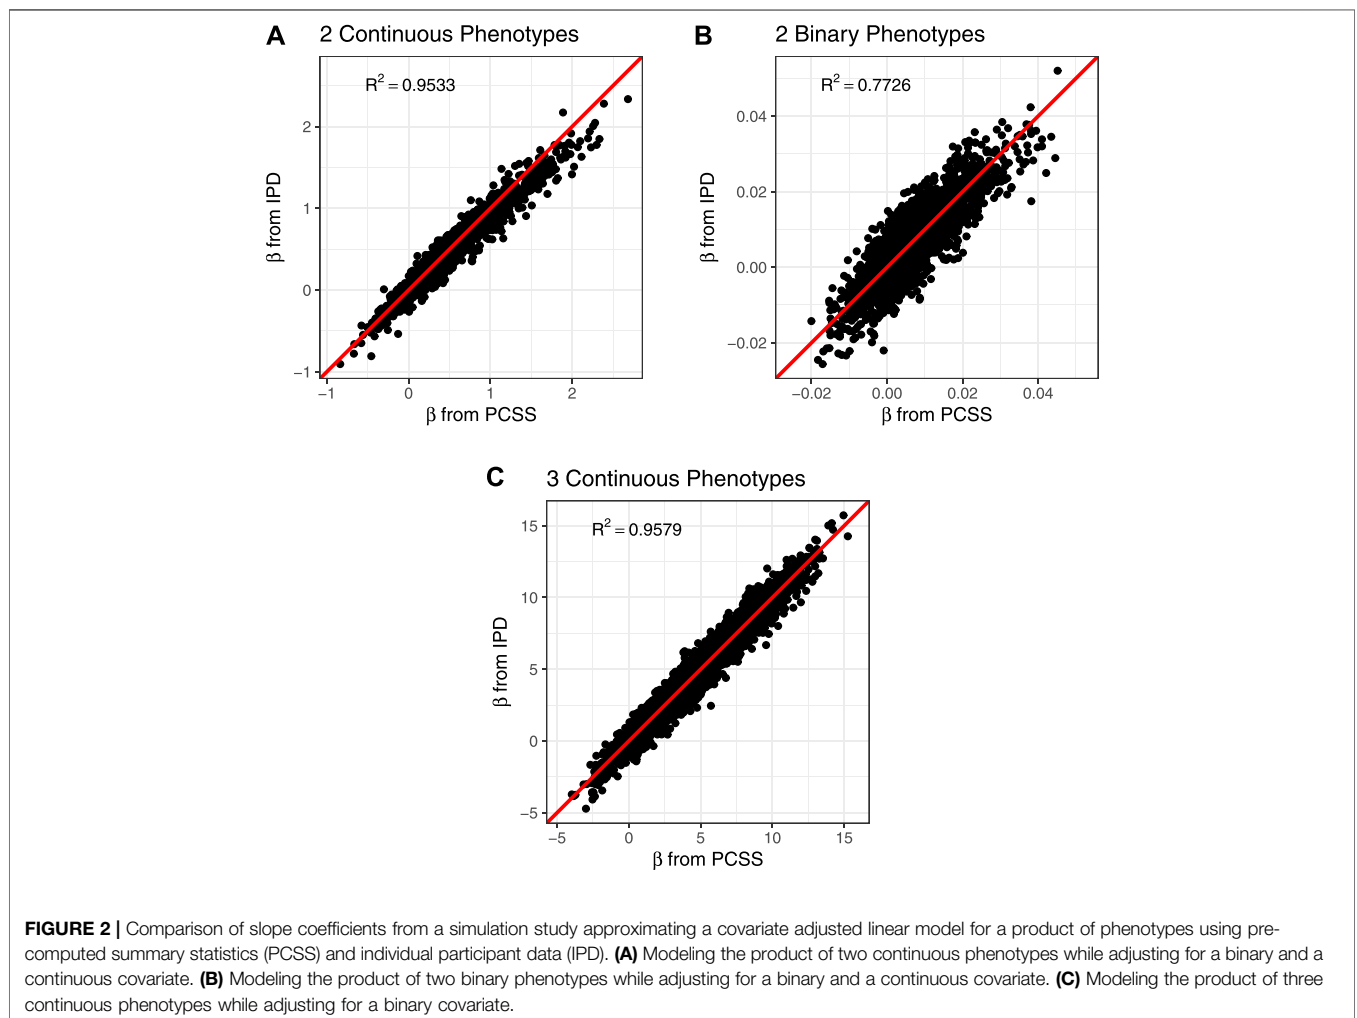 A 2 Continuous Phenotypes
R2 = 0.9533
2
1
0
−1
β from IPD
−1 0 1 2
β from PCSS
B 2 Binary Phenotypes
R2 = 0.7726
0.04
0.02
0.00
−0.02
β from IPD
−0.02 0.00 0.02 0.04
β from PCSS
C 3 Continuous Phenotypes
R2 = 0.9579
15
10
5
0
−5
β from IPD
−5 0 5 10 15
β from PCSS
FIGURE 2 | Comparison of slope coefficients from a simulation study approximating a covariate adjusted linear model for a product of phenotypes using pre-
computed summary statistics (PCSS) and individual participant data (IPD). (A) Modeling the product of two continuous phenotypes while adjusting for a binary and a
continuous covariate. (B) Modeling the product of two binary phenotypes while adjusting for a binary and a continuous covariate. (C) Modeling the product of three
continuous phenotypes while adjusting for a binary covariate.